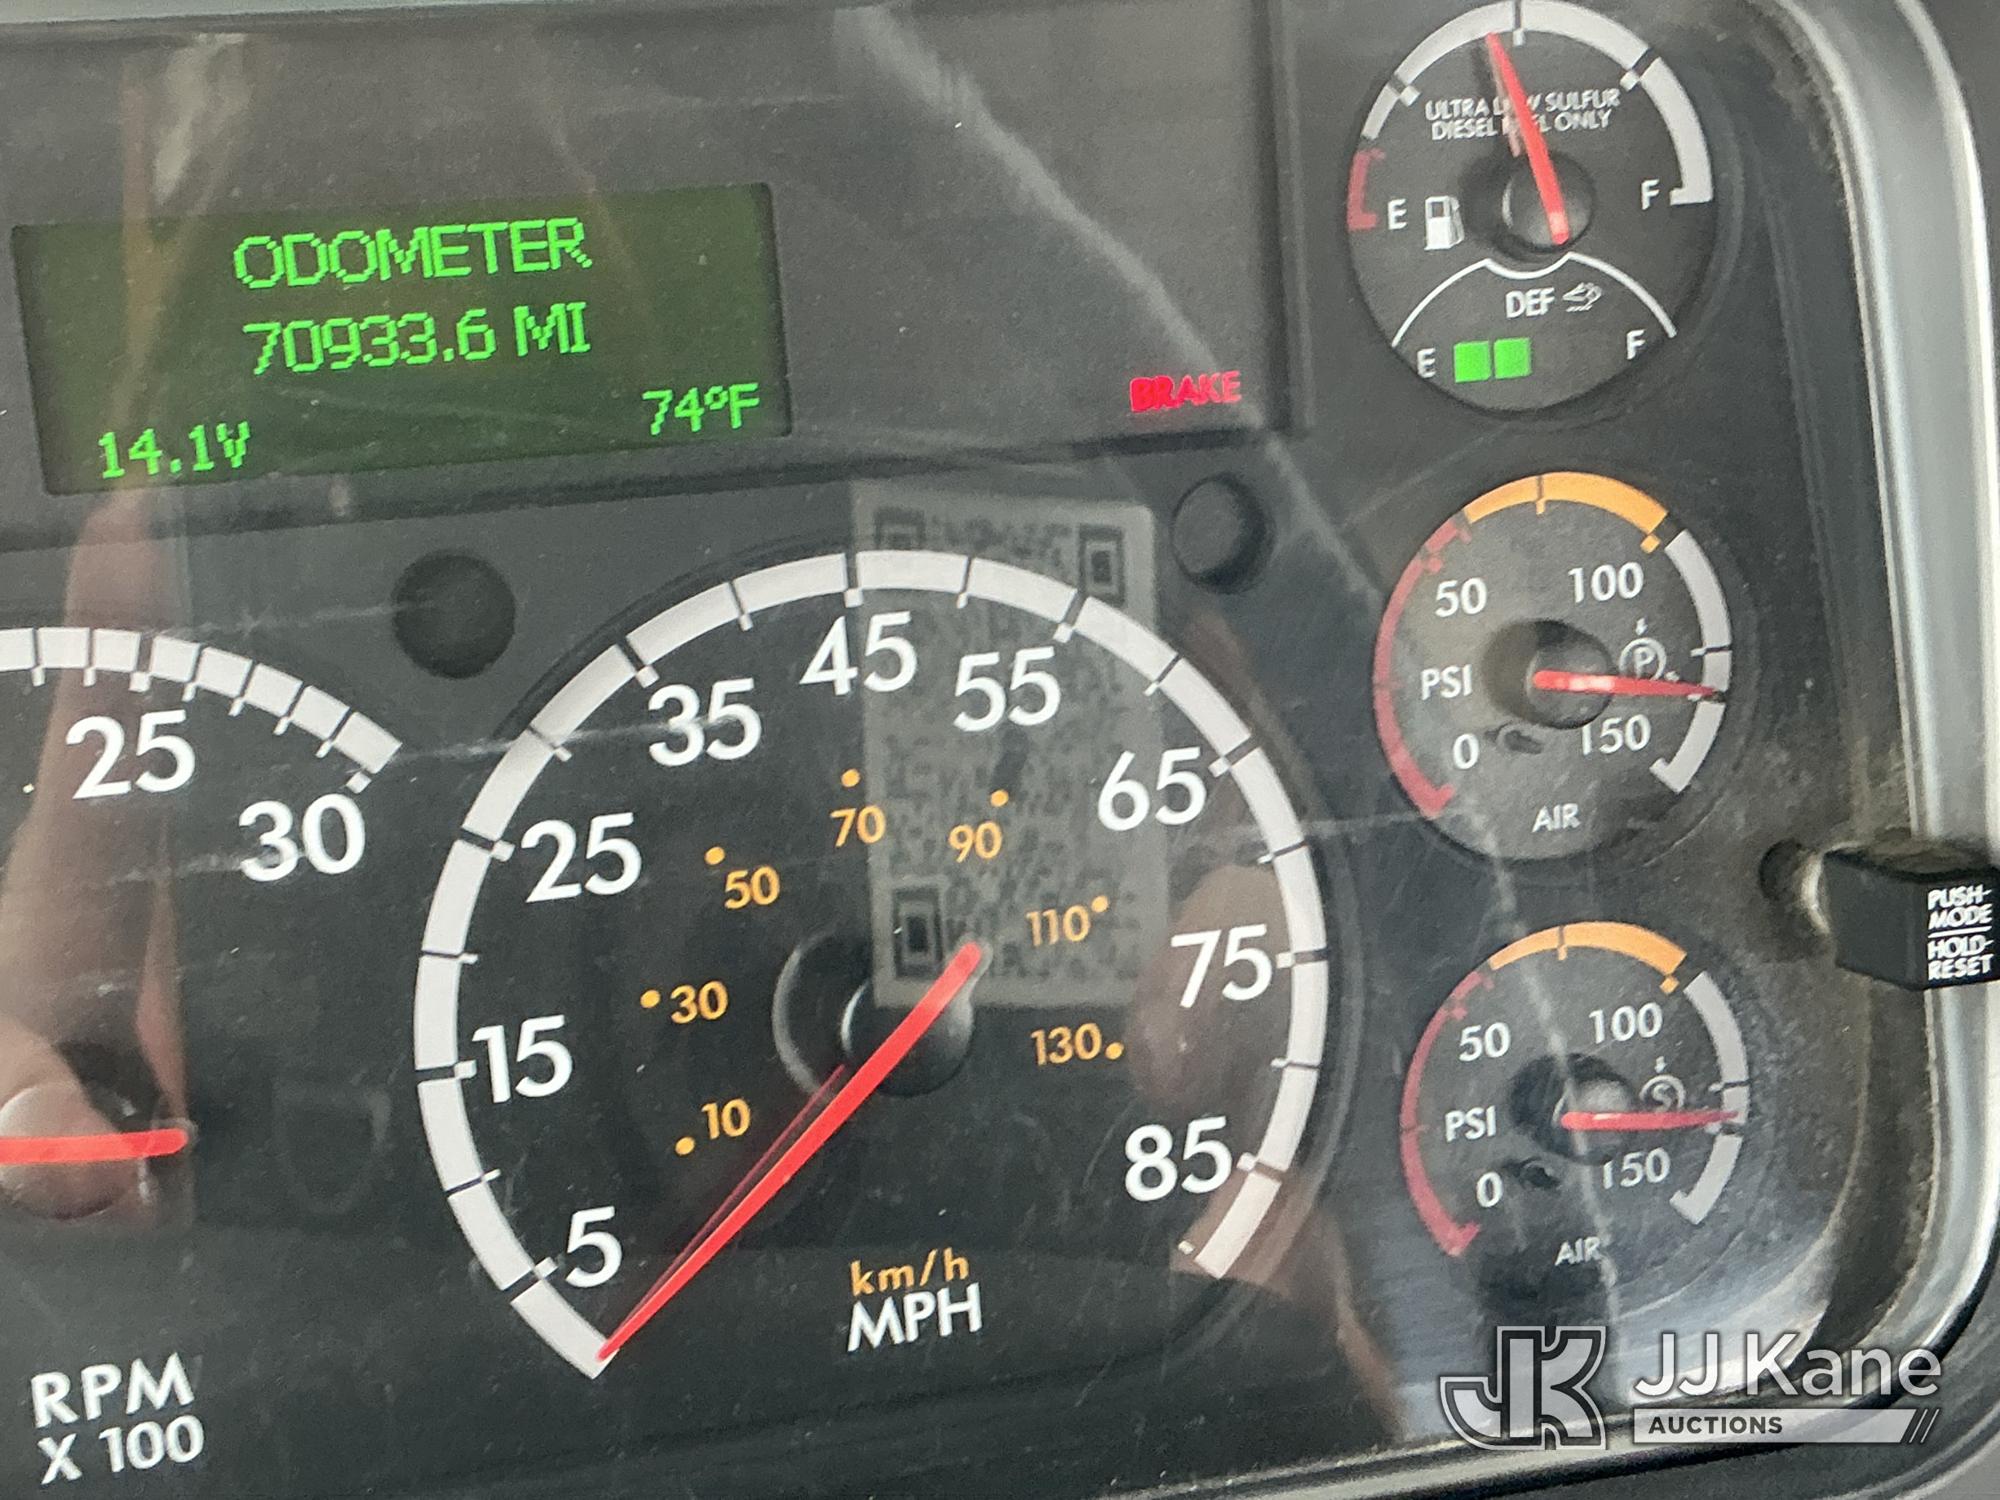 ODOMETER
70933.6 MI
14.1V
74°F
BRAKE
ULTRA LOW SULFUR
DIESEL FUEL ONLY
E
F
DEF
E
F
50
100
PSI
P
0
150
AIR
PUSH-
MODE
HOLD-
RESET
50
100
PSI
S
0
150
AIR
25
30
RPM
X 100
5
15
25
35
45
55
65
75
85
10
30
50
70
90
110
130
km/h
MPH
JK
JJ Kane
AUCTIONS